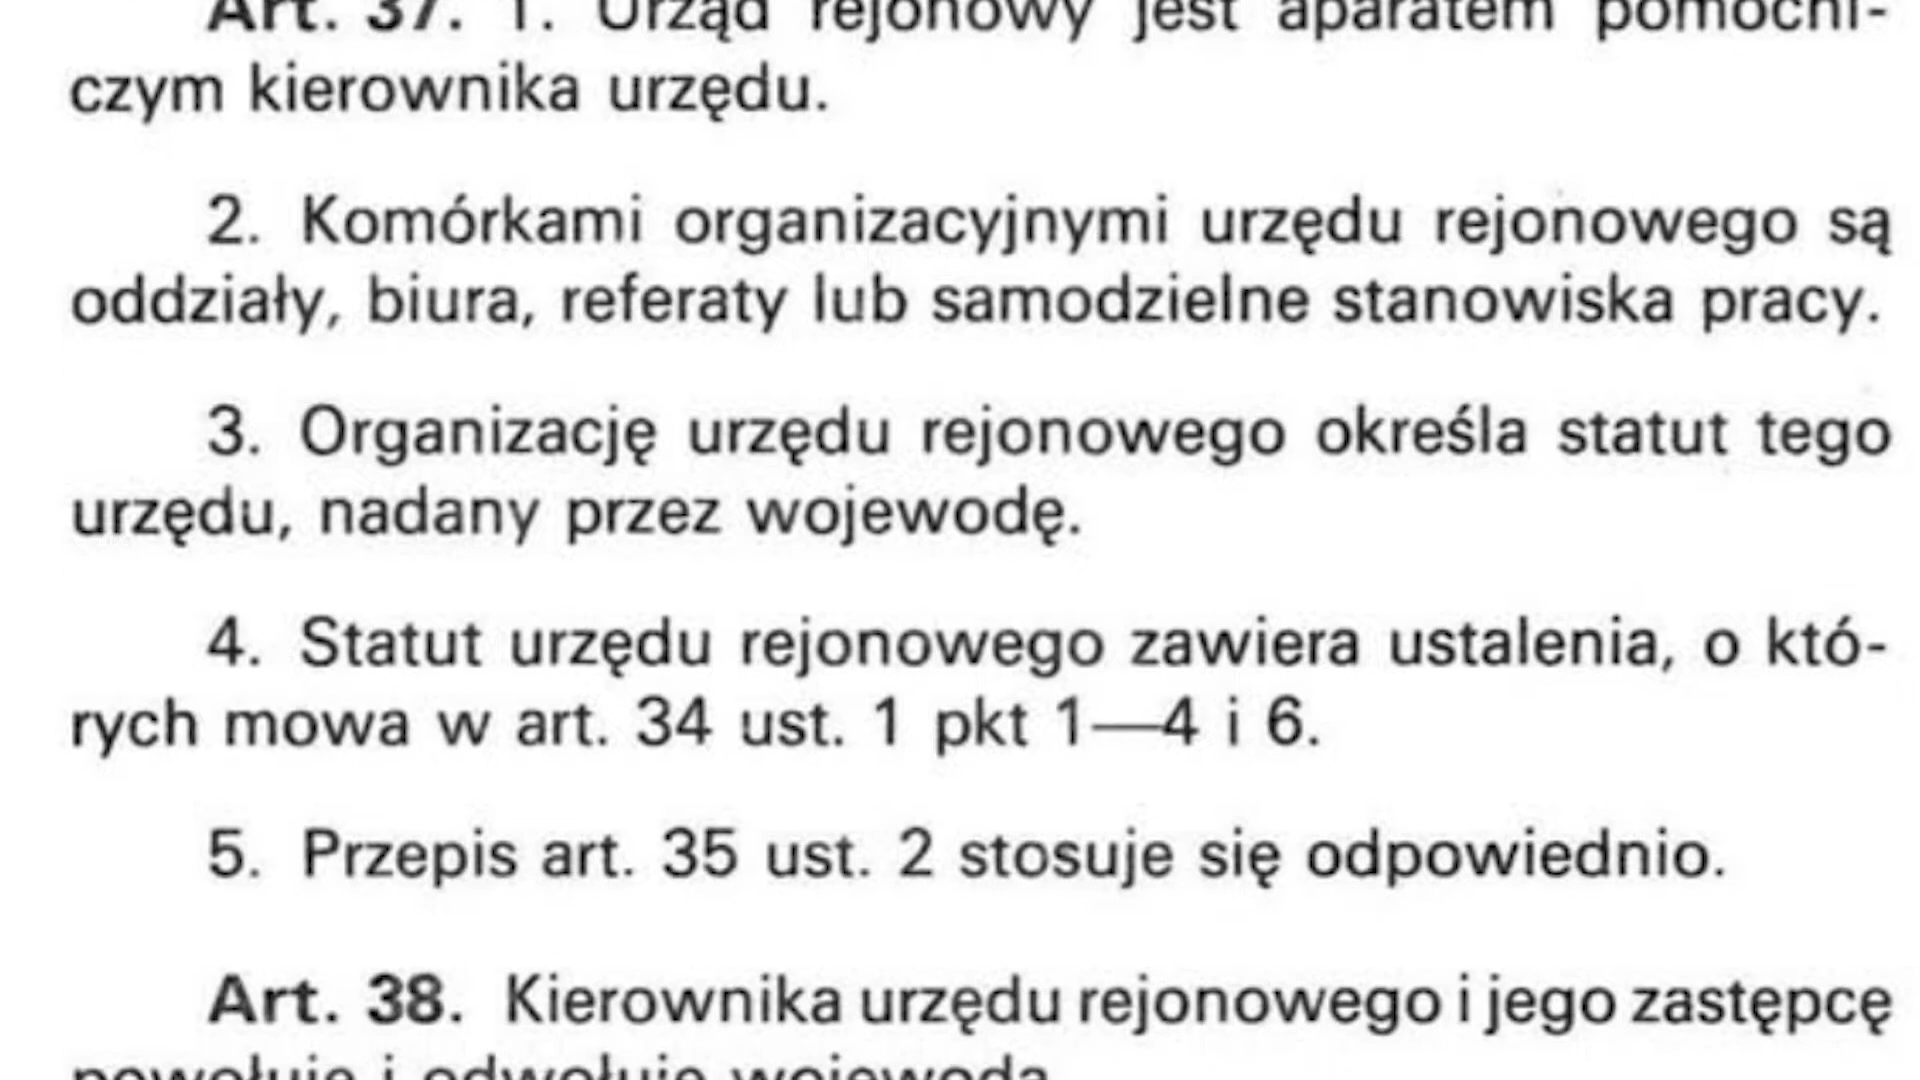 Art. 37. 1. Urząd rejonowy jest aparatem pomocni-
czym kierownika urzędu.
2. Komórkami organizacyjnymi urzędu rejonowego są
oddziały, biura, referaty lub samodzielne stanowiska pracy.
3. Organizację urzędu rejonowego określa statut tego
urzędu, nadany przez wojewodę.
4. Statut urzędu rejonowego zawiera ustalenia, o któ-
rych mowa w art. 34 ust. 1 pkt 1—4 i 6.
5. Przepis art. 35 ust. 2 stosuje się odpowiednio.
Art. 38. Kierownika urzędu rejonowego i jego zastępcę
powołuje i odwołuje wojewoda.